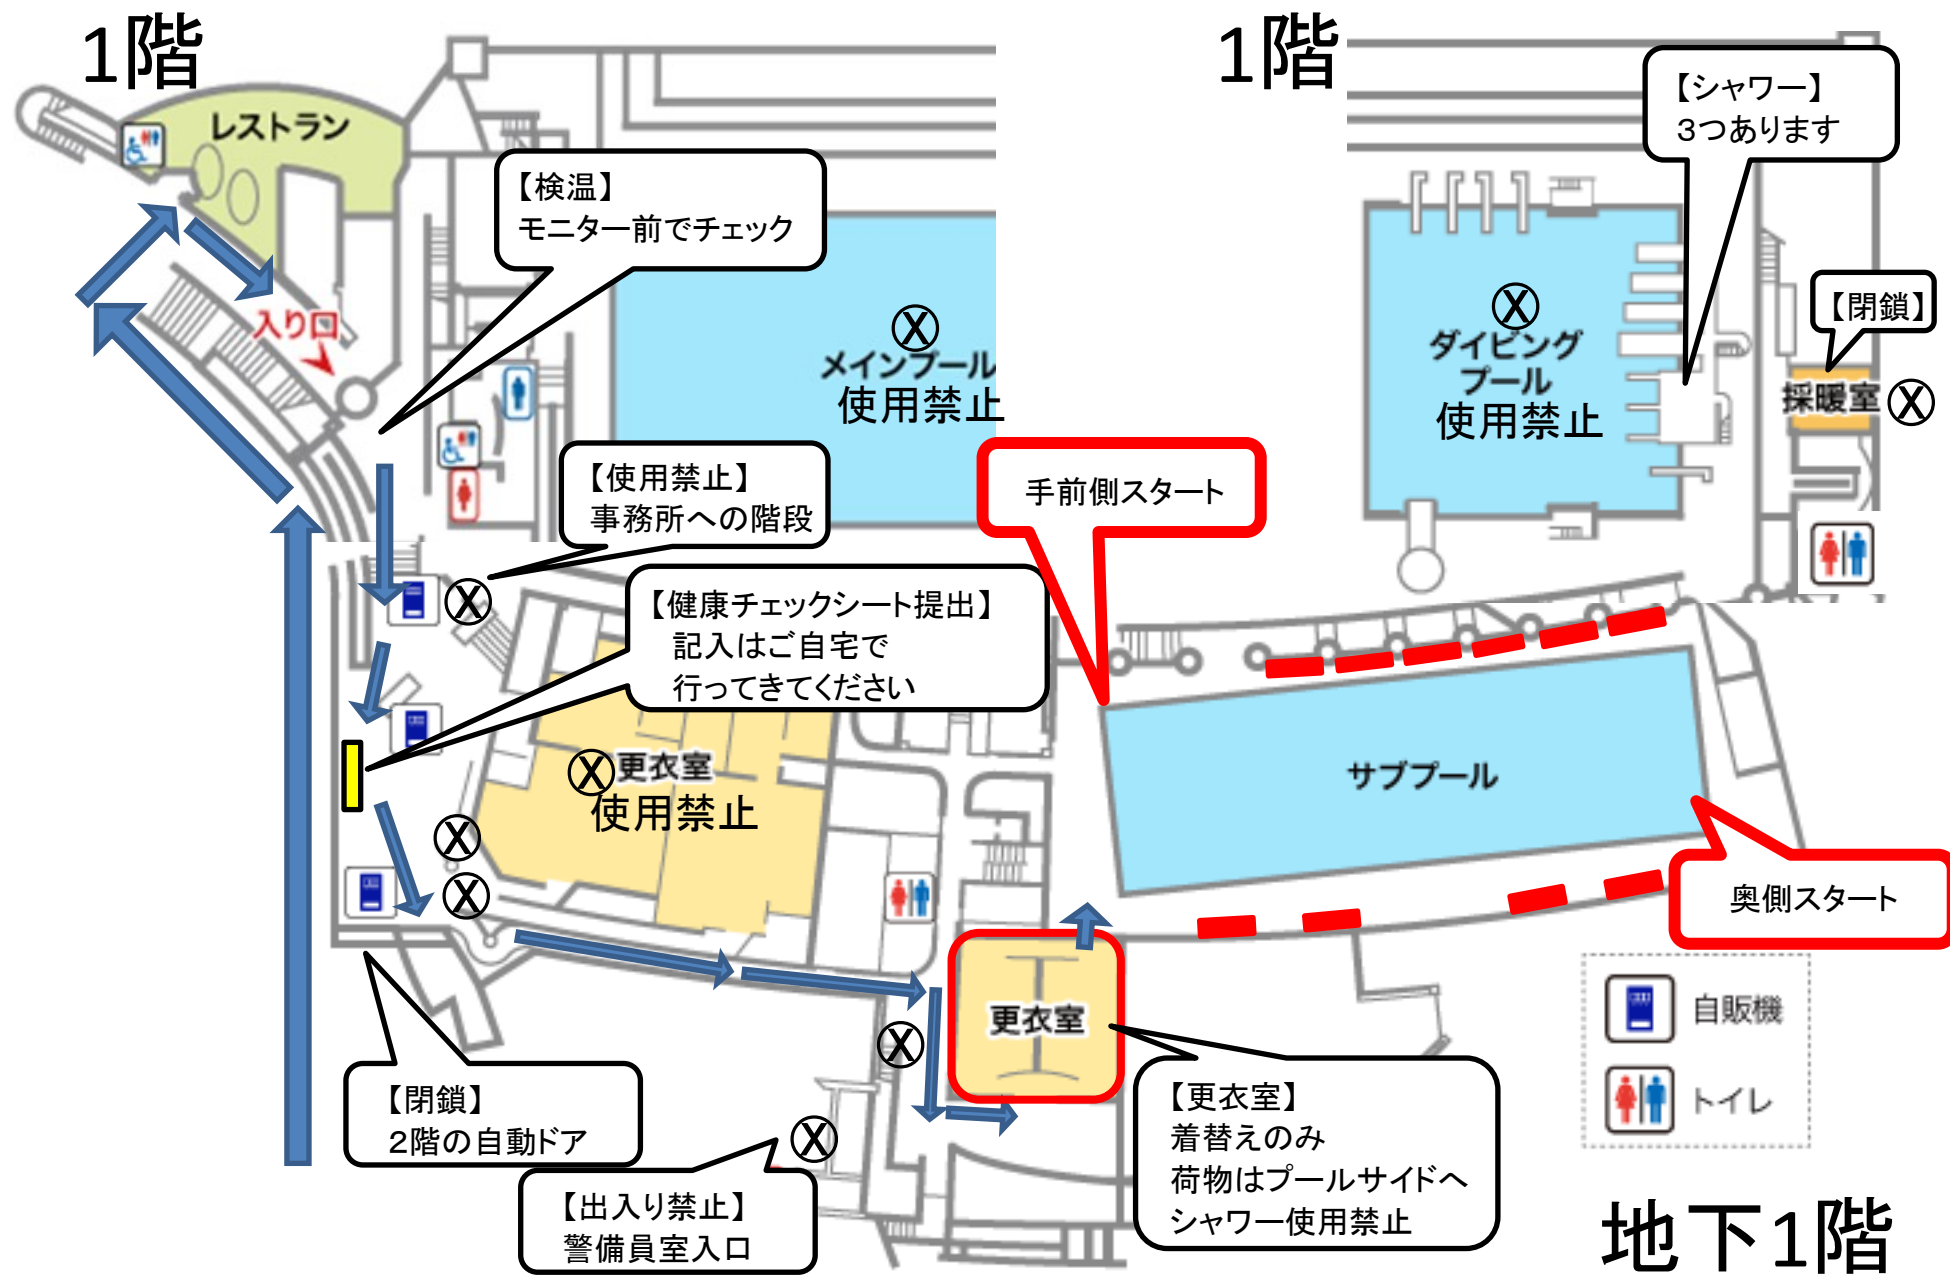 1階
1階
レストラン
【シャワー】
３つあります
【検温】
モニター前でチェック
入り口
【閉鎖】
メインプール
使用禁止
ダイビング
プール
使用禁止
採暖室
手前側スタート
【使用禁止】
事務所への階段
【健康チェックシート提出】
記入はご自宅で
行ってきてください
更衣室
使用禁止
サブプール
奥側スタート
更衣室
自販機
トイレ
【閉鎖】
２階の自動ドア
【更衣室】
着替えのみ
荷物はプールサイドへ
シャワー使用禁止
【出入り禁止】
警備員室入口
地下1階